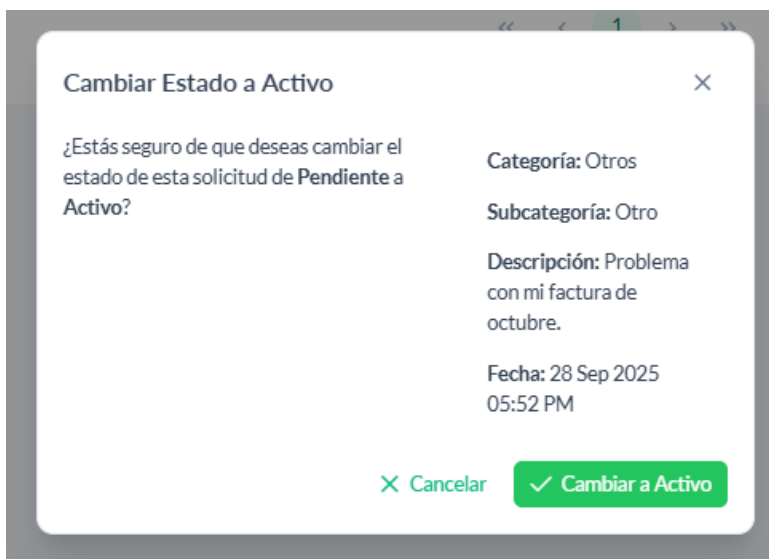 << < 1 > >>
Cambiar Estado a Activo
¿Estás seguro de que deseas cambiar el
estado de esta solicitud de Pendiente a
Activo?
Categoría: Otros
Subcategoría: Otro
Descripción: Problema
con mi factura de
octubre.
Fecha: 28 Sep 2025
05:52 PM
Cancelar
Cambiar a Activo